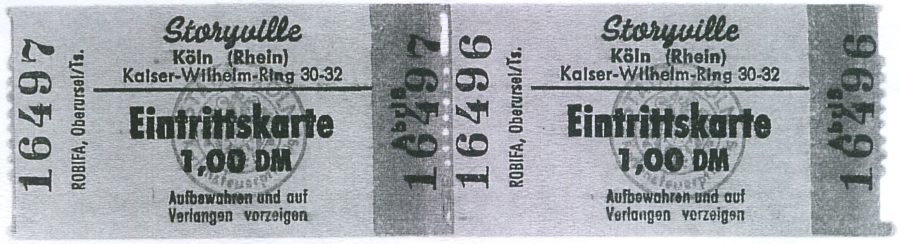 16497
ROBIFA, Oberursel/Ts.
Storyville
Köln (Rhein)
Kaiser-Wilhelm-Ring 30-32
Eintrittskarte
1,00 DM
Aufbewahren und auf
Verlangen vorzeigen
16497
16496
ROBIFA, Oberursel/Ts.
Storyville
Köln (Rhein)
Kaiser-Wilhelm-Ring 30-32
Eintrittskarte
1,00 DM
Aufbewahren und auf
Verlangen vorzeigen
16496